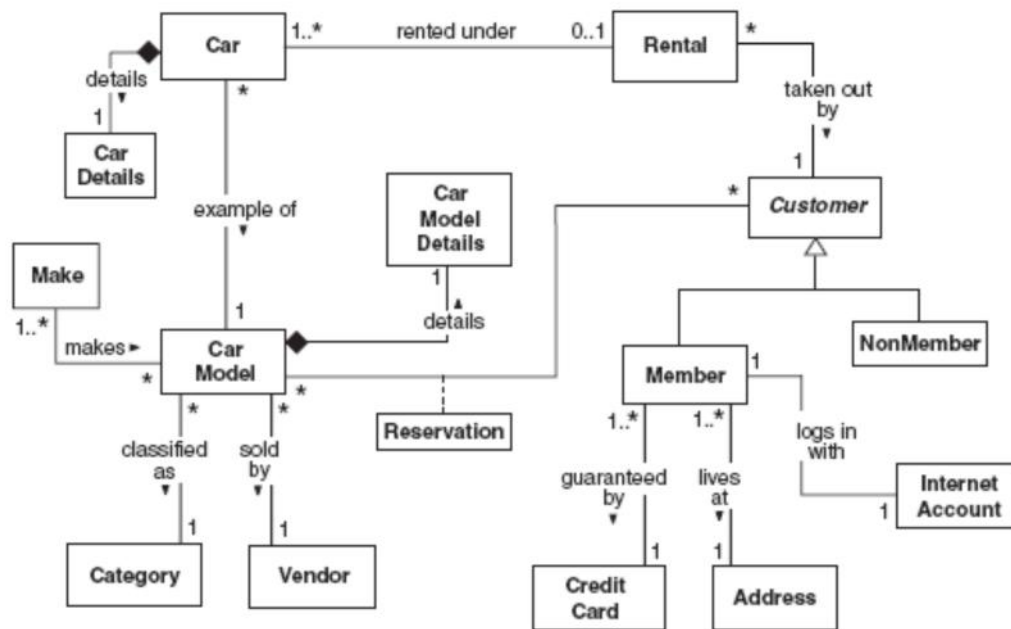 1..*
rented under
0..1
*
Car
Rental
details
*
taken out
by
1
Car
Details
1
*
Customer
example of
Car
Model
Details
Make
1
1..*
1
details
NonMember
makes
Car
Model
Member
1
*
*
*
*
Reservation
1..*
1..*
logs in
with
classified
as
sold
by
guaranteed
by
lives
at
Internet
Account
1
1
1
1
1
Category
Vendor
Credit
Card
Address